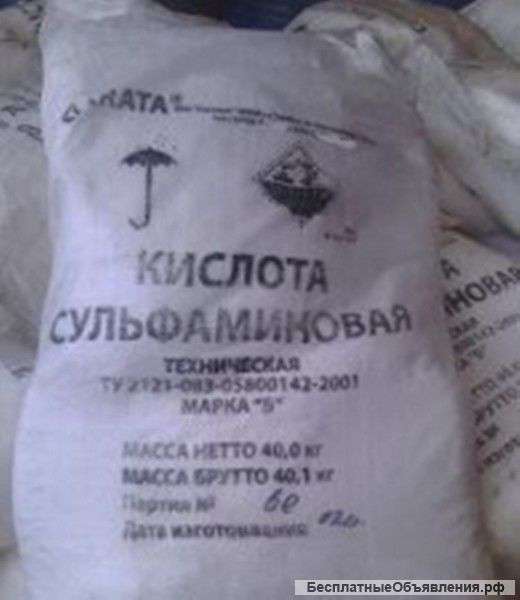 КИСЛОТА
СУЛЬФАМИНОВАЯ
ТЕХНИЧЕСКАЯ
ТУ 2121-083-05800142-2001
МАРКА "Б"
МАССА НЕТТО 40,0 кг
МАССА БРУТТО 40,1 кг
Партия №
Дата изготовления
БесплатныеОбъявления.рф